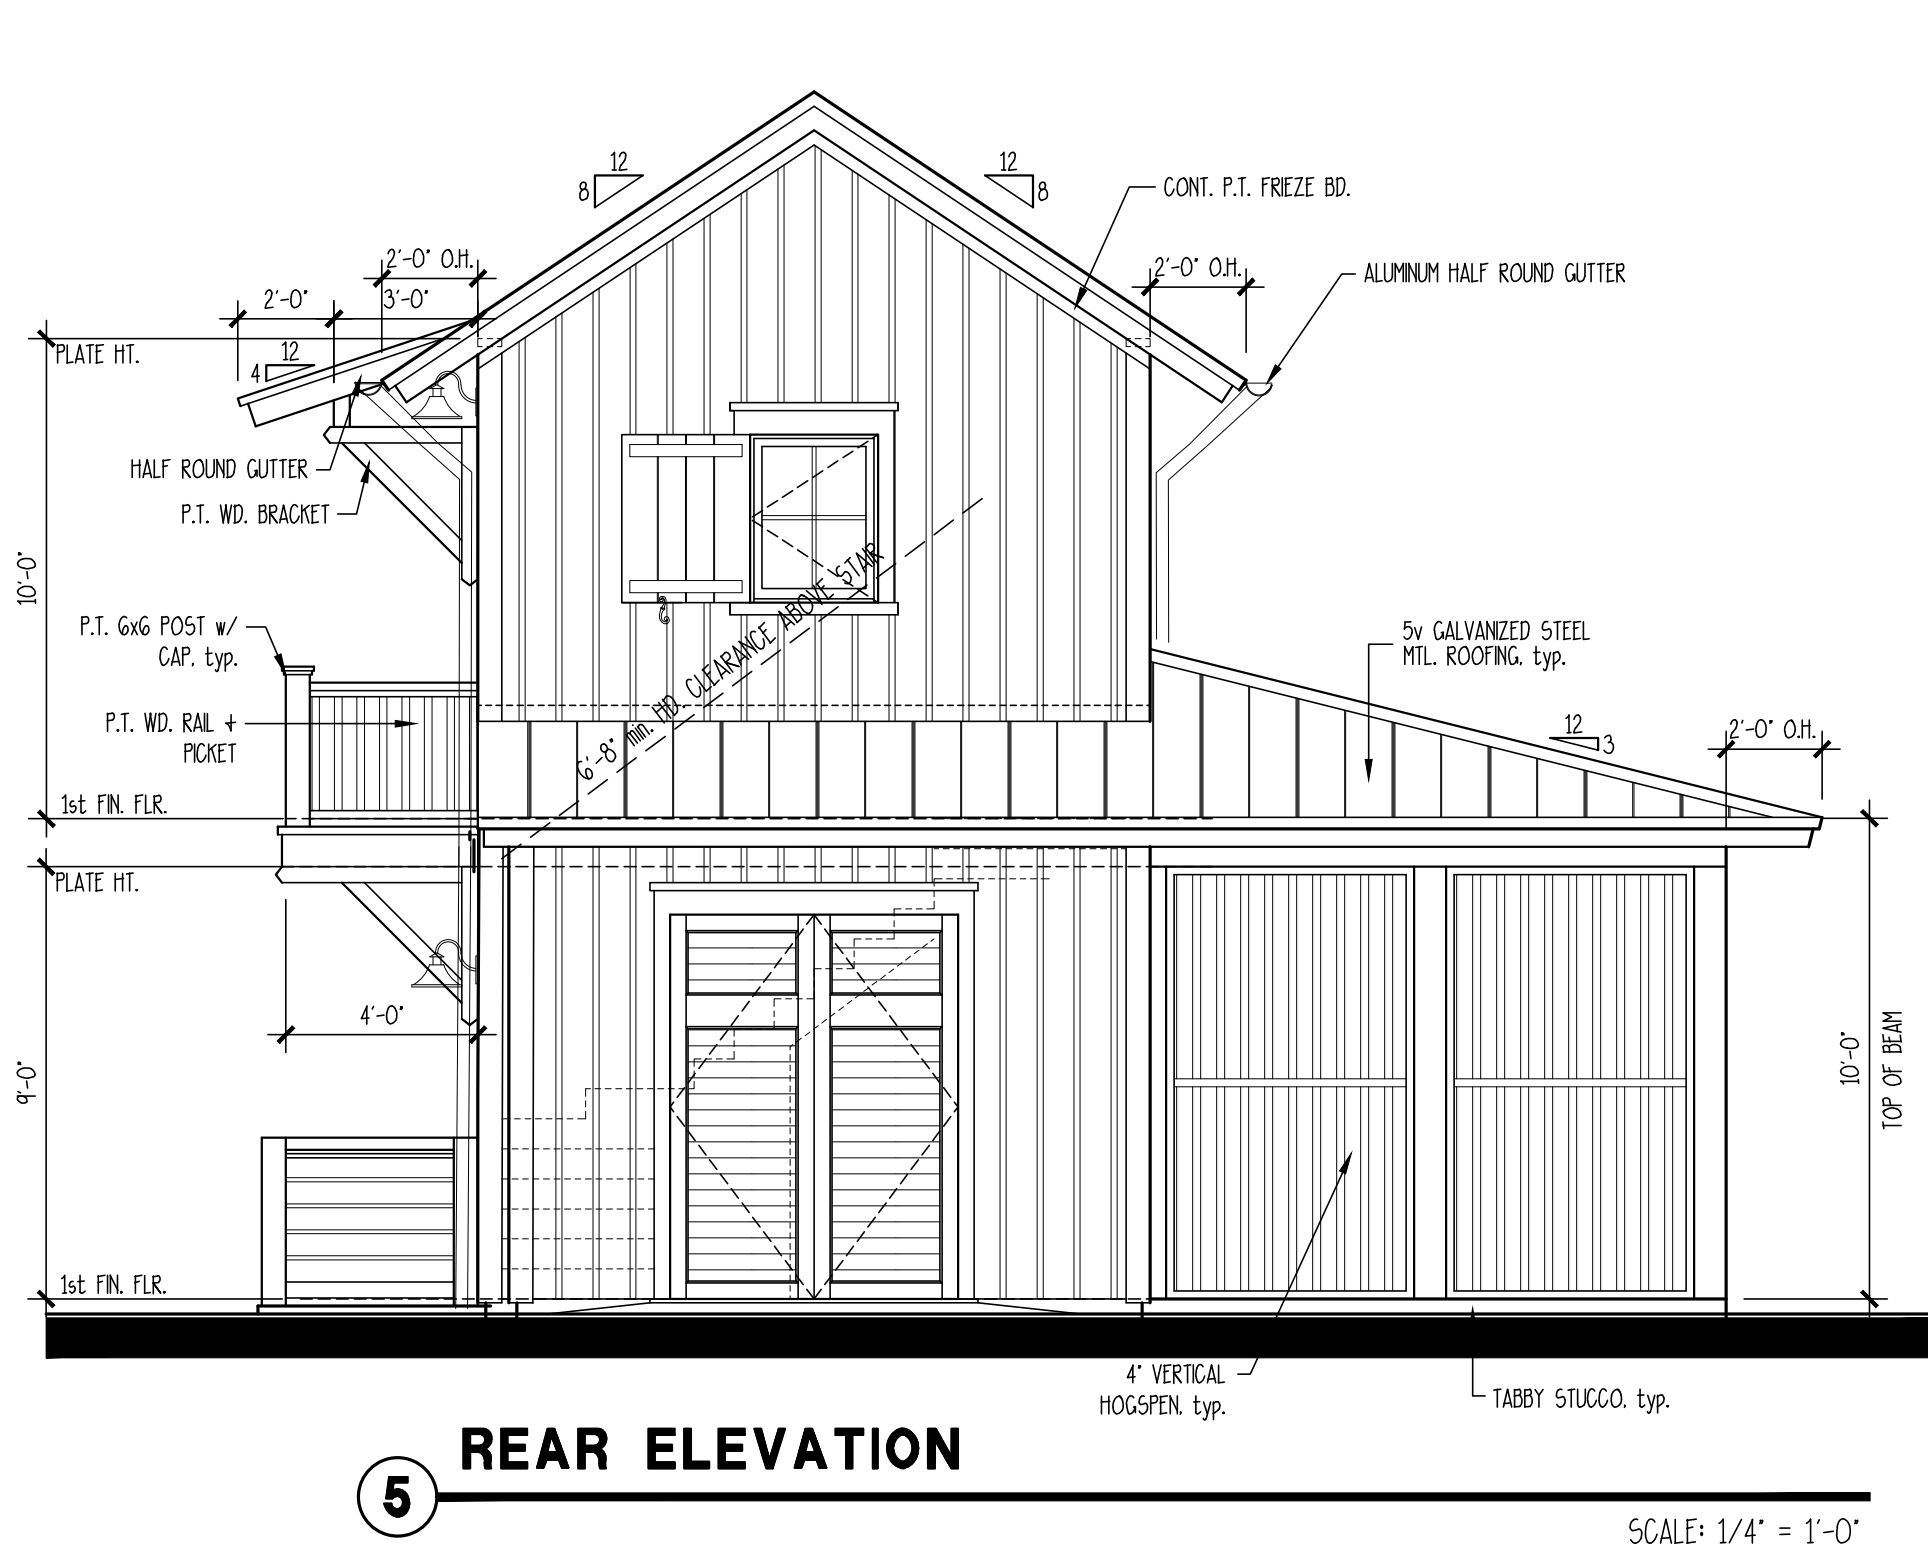 12
8
12
8
CONT. P.T. FRIEZE BD.
2'-0" O.H.
2'-0" O.H.
ALUMINUM HALF ROUND GUTTER
2'-0"
3'-0"
PLATE HT.
12
4
HALF ROUND GUTTER
P.T. WD. BRACKET
10'-0"
6'-8" min. HD. CLEARANCE ABOVE STAIR
P.T. 6x6 POST w/
CAP, typ.
5v GALVANIZED STEEL
MTL. ROOFING, typ.
P.T. WD. RAIL +
PICKET
12
3
2'-0" O.H.
1st FIN. FLR.
PLATE HT.
4'-0"
9'-0"
10'-0"
TOP OF BEAM
1st FIN. FLR.
4" VERTICAL
HOGSPEN, typ.
TABBY STUCCO, typ.
REAR ELEVATION
5
SCALE: 1/4" = 1'-0"